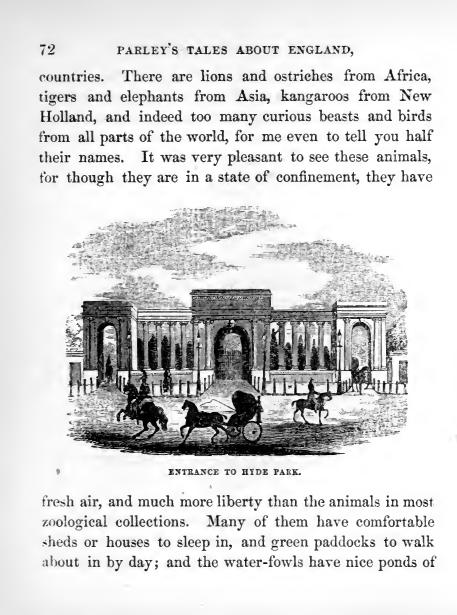 72 PARLEY'S TALES ABOUT ENGLAND,
countries. There are lions and ostriches from Africa,
tigers and elephants from Asia, kangaroos from New
Holland, and indeed too many curious beasts and birds
from all parts of the world, for me even to tell you half
their names. It was very pleasant to see these animals,
for though they are in a state of confinement, they have
ENTRANCE TO HYDE PARK.
fresh air, and much more liberty than the animals in most
zoological collections. Many of them have comfortable
sheds or houses to sleep in, and green paddocks to walk
about in by day; and the water-fowls have nice ponds of